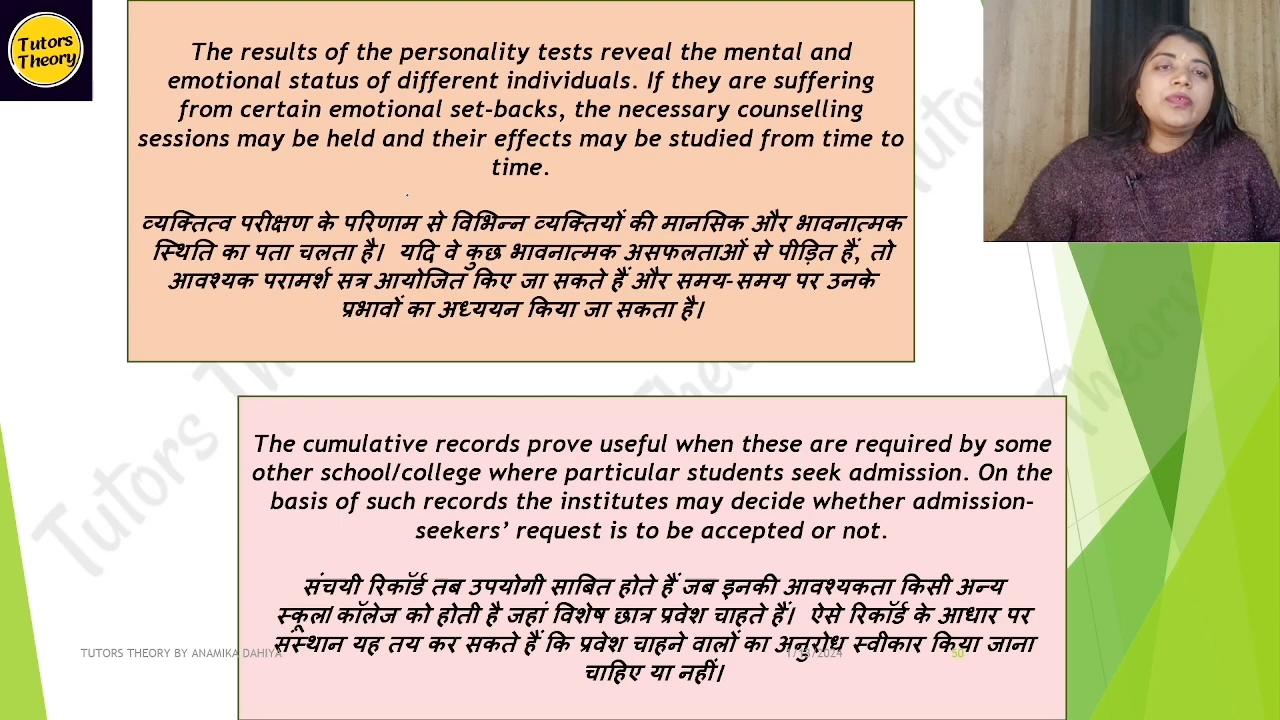 Tutors
Theory
The results of the personality tests reveal the mental and
emotional status of different individuals. If they are suffering
from certain emotional set-backs, the necessary counselling
sessions may be held and their effects may be studied from time to
time.
व्यक्तित्व परीक्षण के परिणाम से विभिन्न व्यक्तियों की मानसिक और भावनात्मक
स्थिति का पता चलता है। यदि वे कुछ भावनात्मक असफलताओं से पीड़ित हैं, तो
आवश्यक परामर्श सत्र आयोजित किए जा सकते हैं और समय-समय पर उनके
प्रभावों का अध्ययन किया जा सकता है।
The cumulative records prove useful when these are required by some
other school/college where particular students seek admission. On the
basis of such records the institutes may decide whether admission-
seekers’ request is to be accepted or not.
संचयी रिकॉर्ड तब उपयोगी साबित होते हैं जब इनकी आवश्यकता किसी अन्य
स्कूल/कॉलेज को होती है जहां विशेष छात्र प्रवेश चाहते हैं। ऐसे रिकॉर्ड के आधार पर
संस्थान यह तय कर सकते हैं कि प्रवेश चाहने वालों का अनुरोध स्वीकार किया जाना
चाहिए या नहीं।
TUTORS THEORY BY ANAMIKA DAHIYA
50